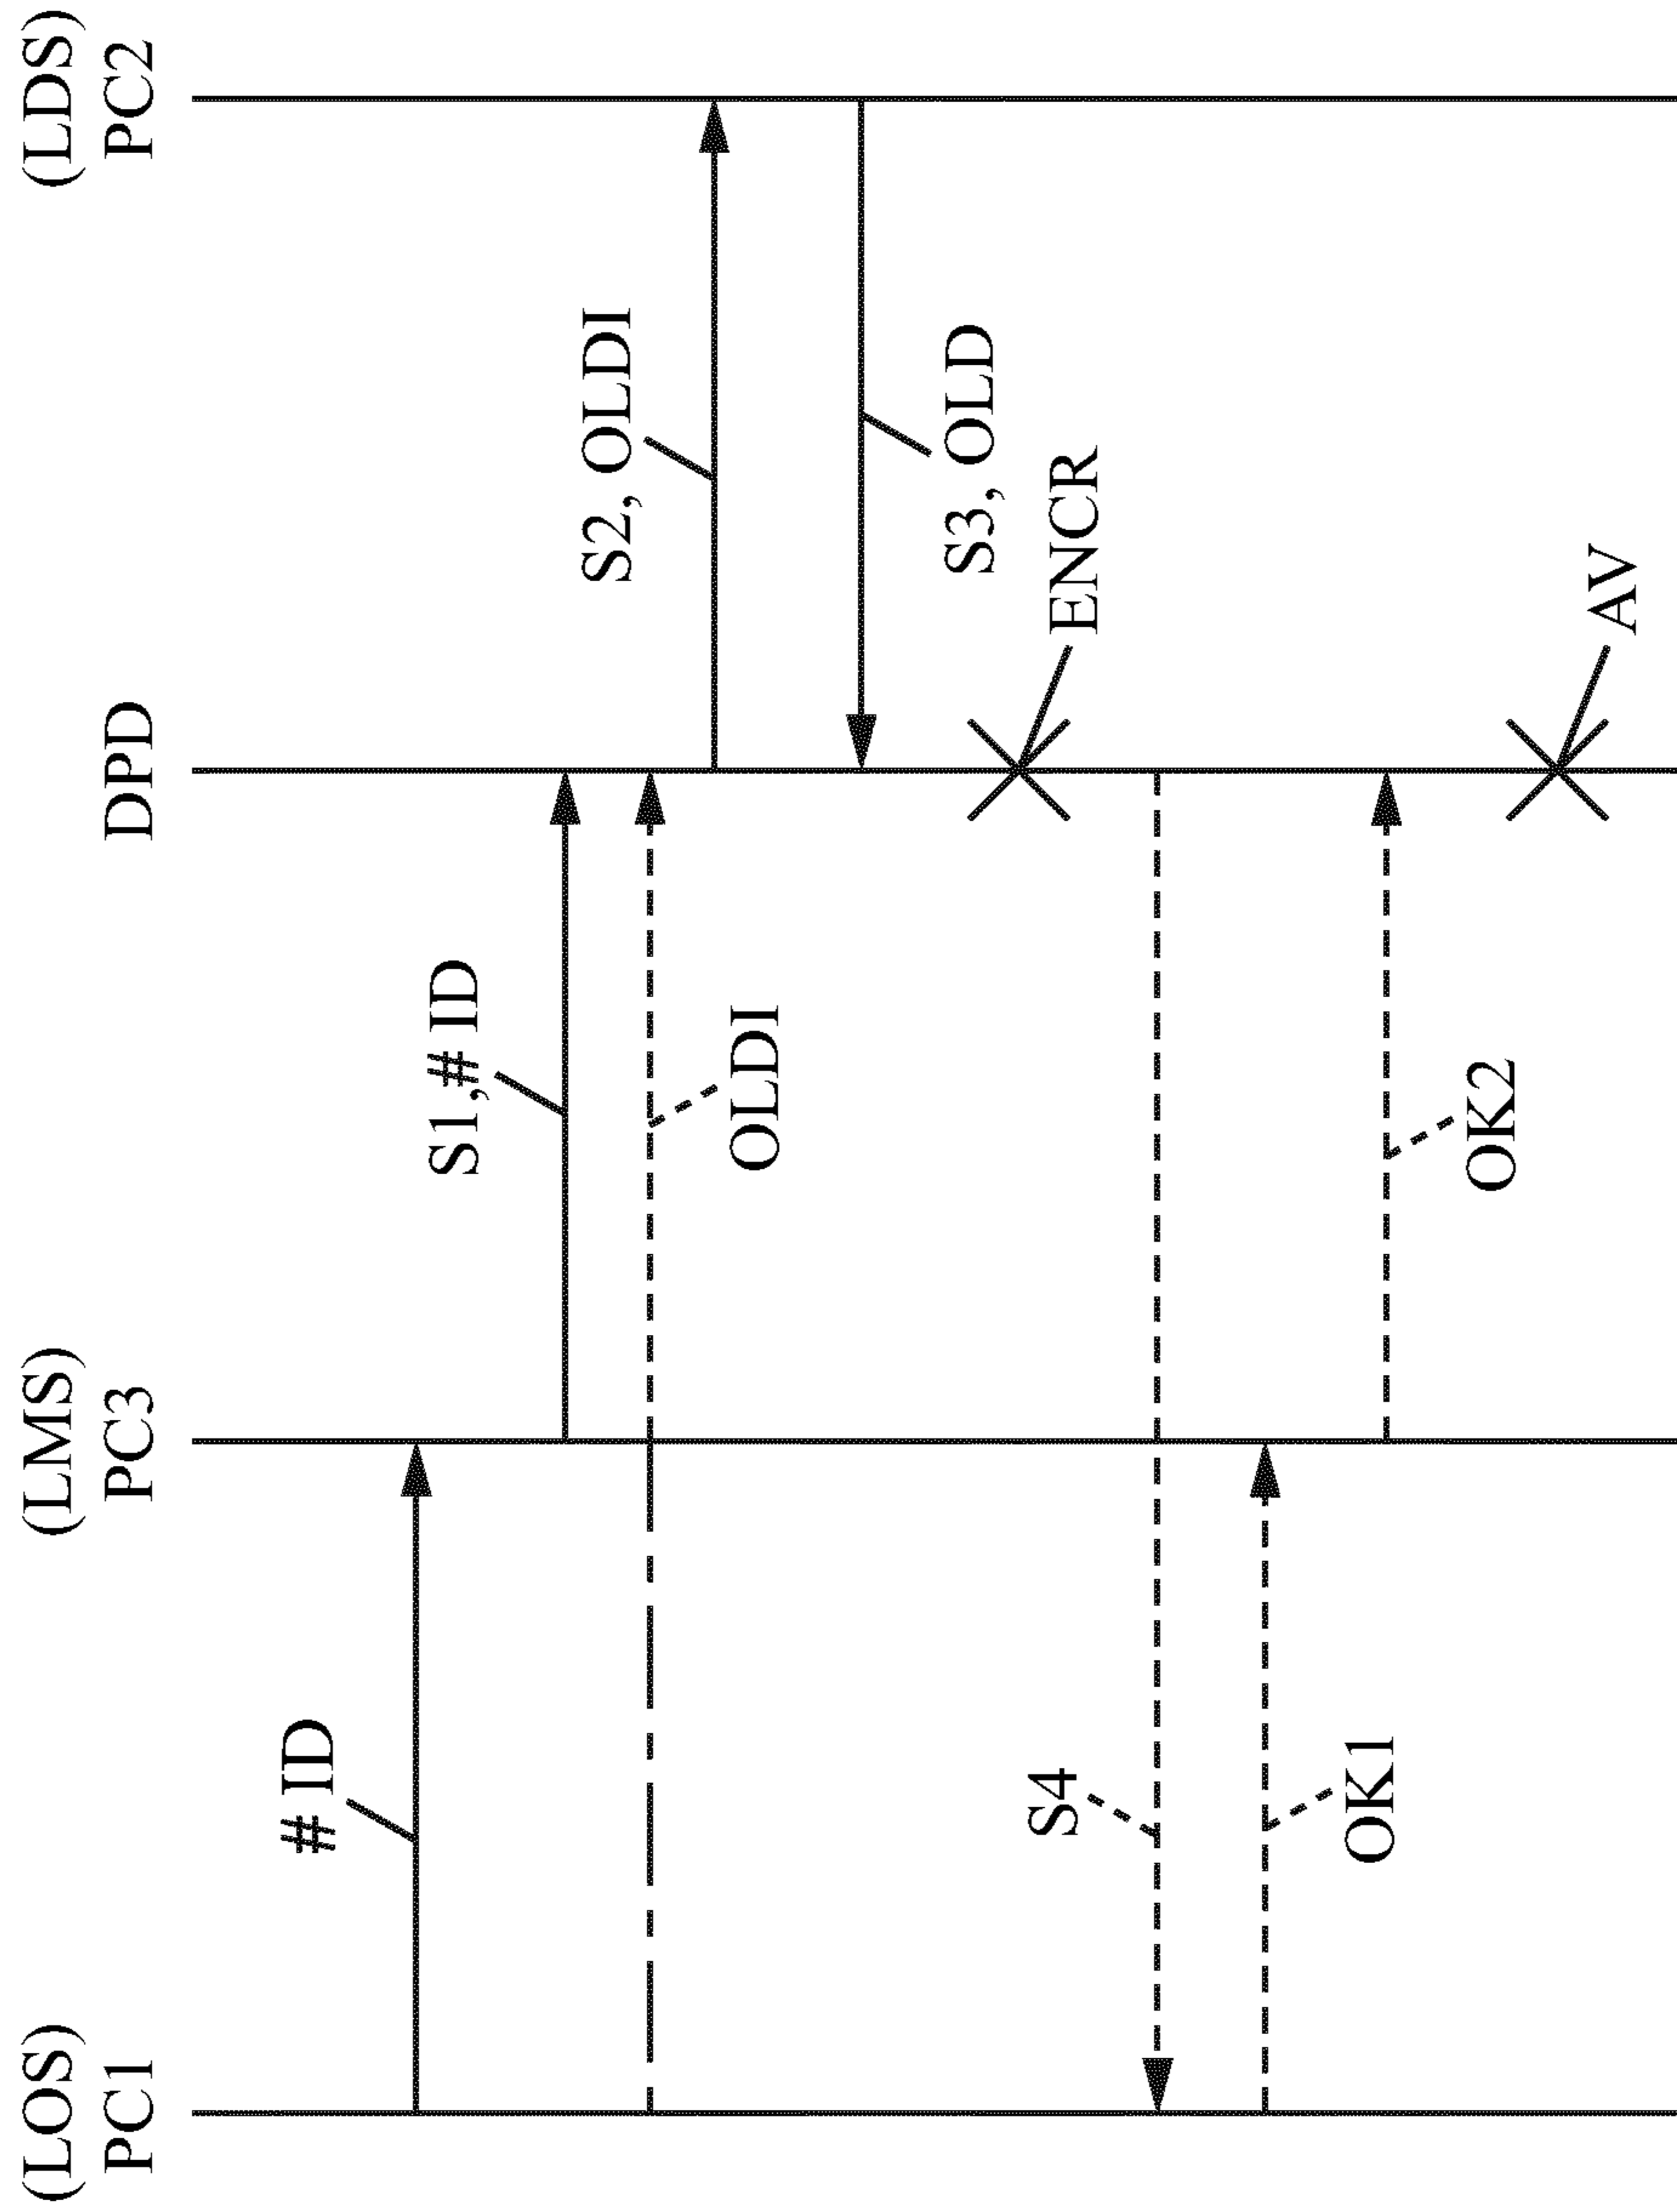 (LOS)
PC1
(LMS)
PC3
DPD
(LDS)
PC2
# ID
S1,# ID
S2, OLDI
OLDI
S3, OLD
S4
ENCR
OK1
OK2
AV